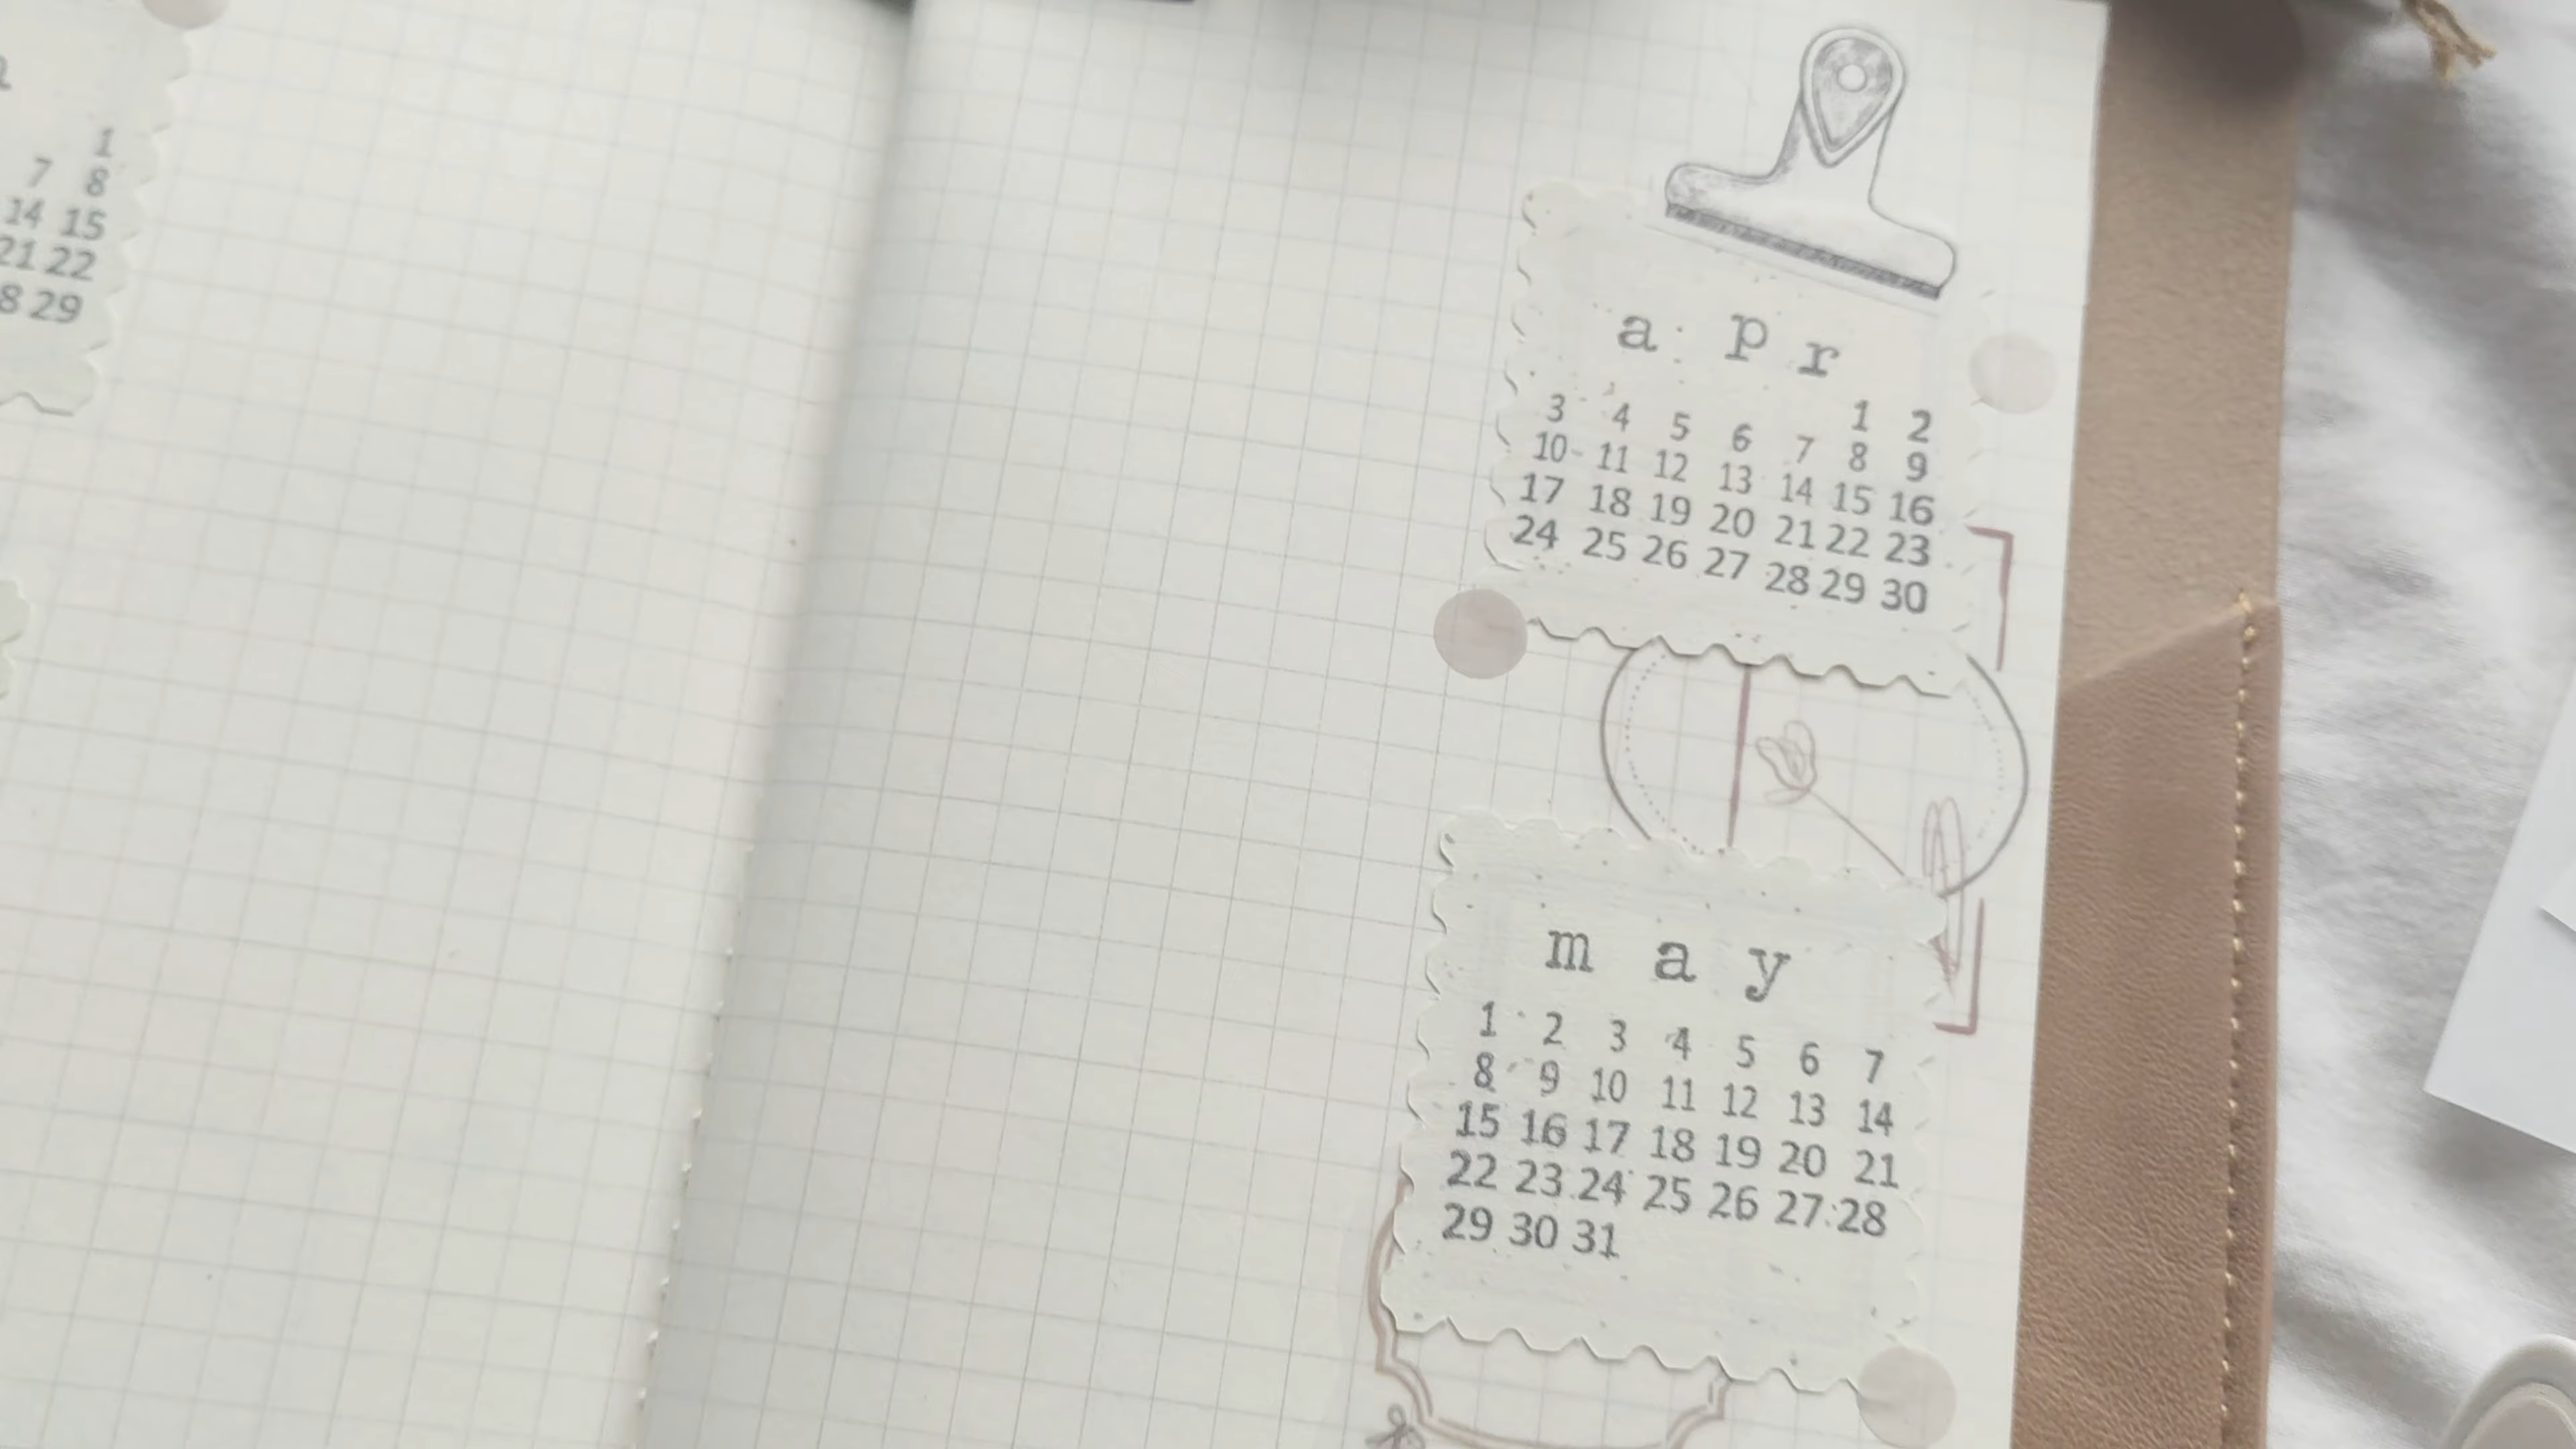 1
7 8
14 15
21 22
8 29
a p r
1 2
3 4 5 6 7 8 9
10 11 12 13 14 15 16
17 18 19 20 21 22 23
24 25 26 27 28 29 30
m a y
1 2 3 4 5 6 7
8 9 10 11 12 13 14
15 16 17 18 19 20 21
22 23 24 25 26 27 28
29 30 31